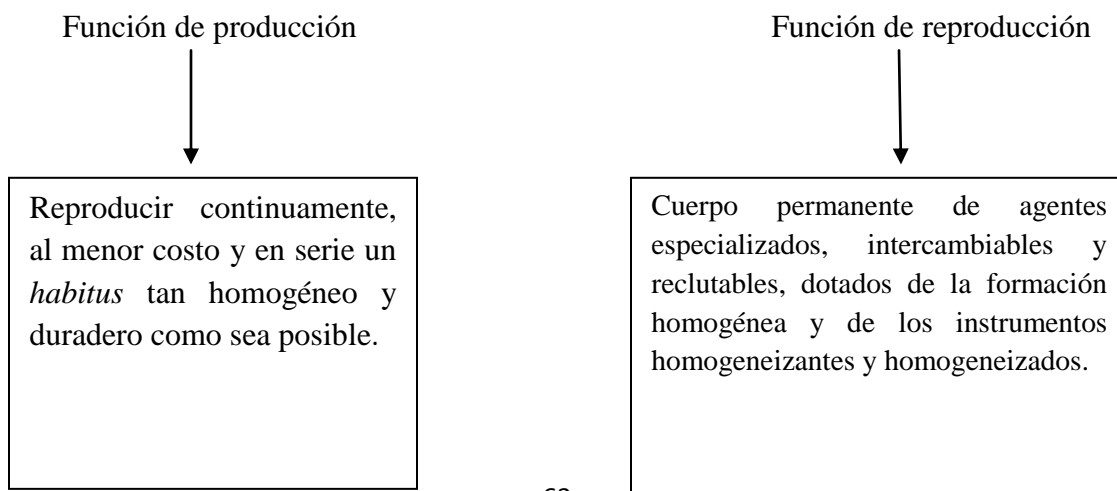 Función de producción
Función de reproducción
Reproducir continuamente,
al menor costo y en serie un
habitus tan homogéneo y
duradero como sea posible.
Cuerpo permanente de agentes
especializados, intercambiables y
reclutables, dotados de la formación
homogénea y de los instrumentos
homogeneizantes y homogeneizados.